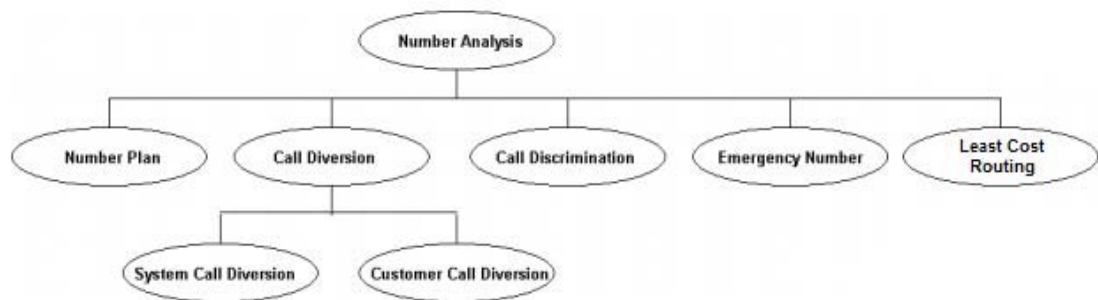 Number Analysis
Number Plan
Call Diversion
Call Discrimination
Emergency Number
Least Cost
Routing
System Call Diversion
Customer Call Diversion